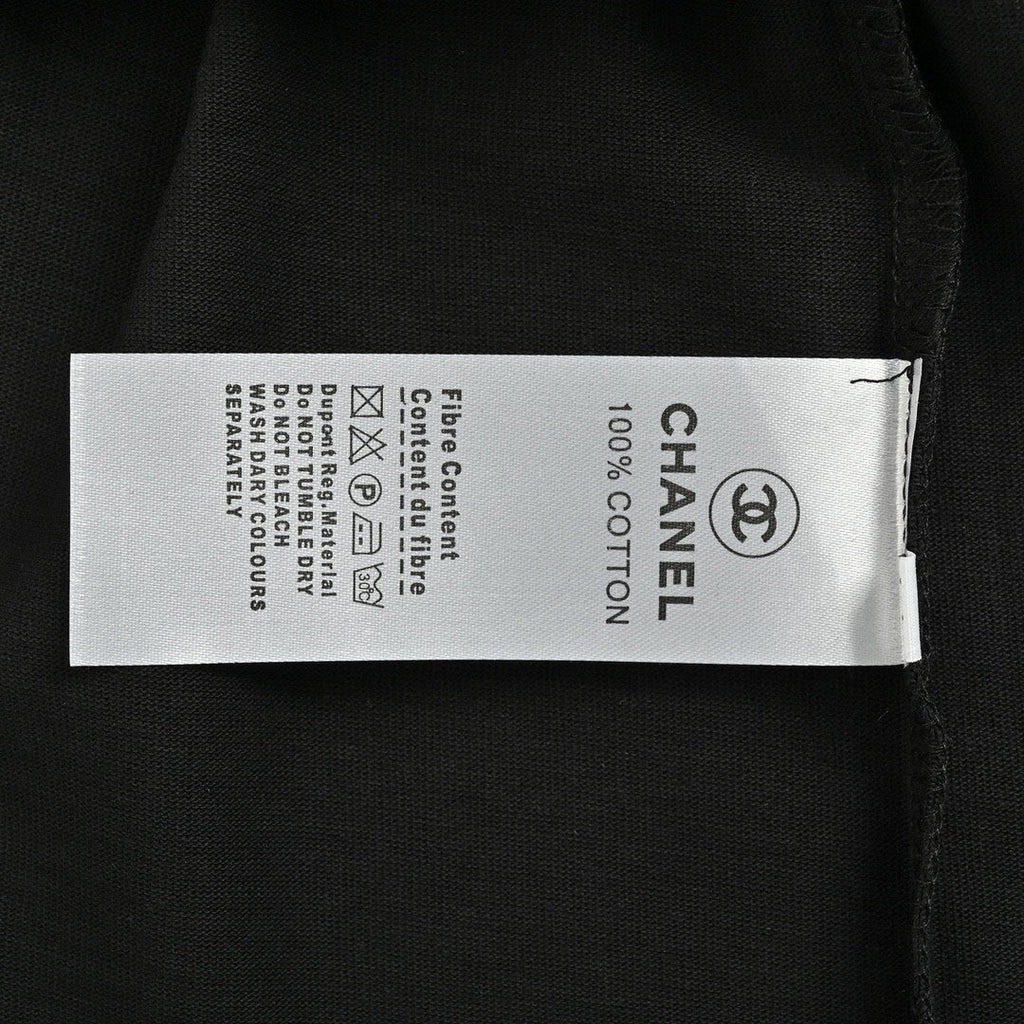 CHANEL
100% COTTON
Fibre Content
Content du fibre
P
30°C
Dupont Reg.Material
Do NOT TUMBLE DRY
Do NOT BLEACH
WASH DARY COLOURS
SEPARATELY